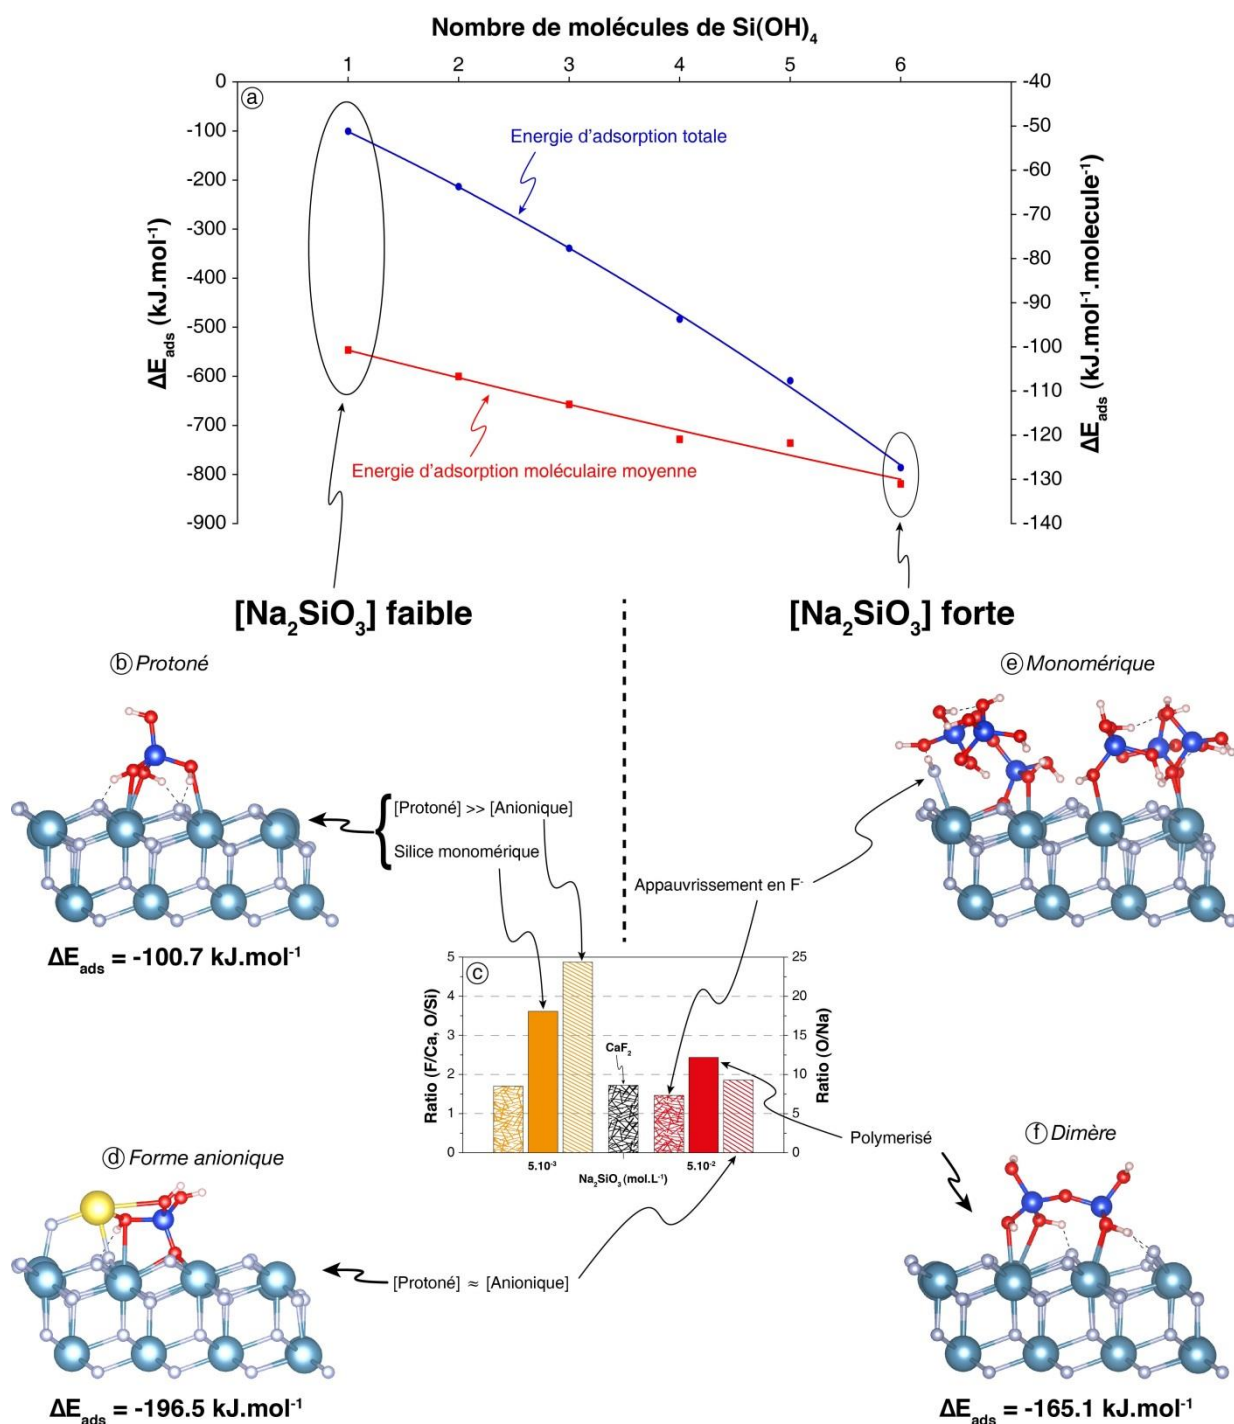 Nombre de molécules de Si(OH)4
1 2 3 4 5 6
0
-100
-200
-300
-400
-500
-600
-700
-800
-900
ΔEads (kJ.mol-1)
ⓐ
Energie d'adsorption totale
Energie d'adsorption moléculaire moyenne
-40
-50
-60
-70
-80
-90
-100
-110
-120
-130
-140
ΔEads (kJ.mol-1.molecule-1)
[Na2SiO3] faible
[Na2SiO3] forte
ⓑ Protoné
ⓔ Monomérique
[Protoné] >> [Anionique]
Silice monomérique
Appauvrissement en F-
ΔEads = -100.7 kJ.mol-1
ⓒ
5
4
3
2
1
0
Ratio (F/Ca, O/Si)
CaF2
25
20
15
10
5
0
Ratio (O/Na)
5.10-3
5.10-2
Na2SiO3 (mol.L-1)
Polymerisé
ⓓ Forme anionique
ⓕ Dimère
[Protoné] ≈ [Anionique]
ΔEads = -196.5 kJ.mol-1
ΔEads = -165.1 kJ.mol-1